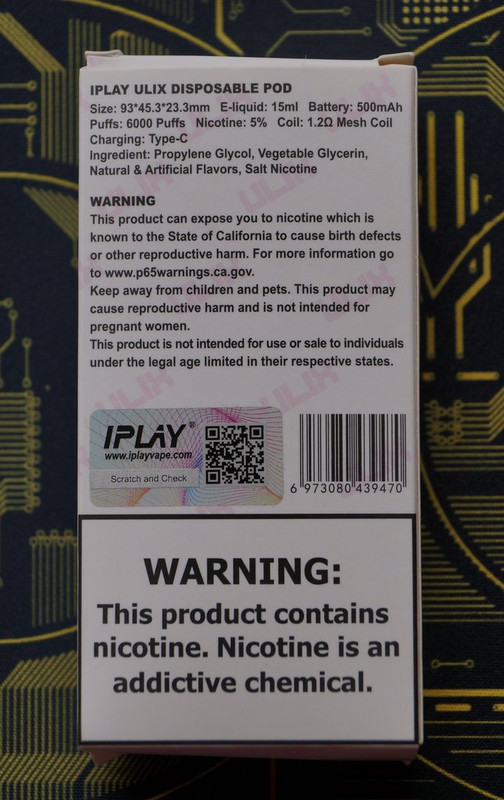 IPLAY ULIX DISPOSABLE POD
Size: 93*45.3*23.3mm E-liquid: 15ml Battery: 500mAh
Puffs: 6000 Puffs Nicotine: 5% Coil: 1.2Ω Mesh Coil
Charging: Type-C
Ingredient: Propylene Glycol, Vegetable Glycerin,
Natural & Artificial Flavors, Salt Nicotine
WARNING
This product can expose you to nicotine which is
known to the State of California to cause birth defects
or other reproductive harm. For more information go
to www.p65warnings.ca.gov.
Keep away from children and pets. This product may
cause reproductive harm and is not intended for
pregnant women.
This product is not intended for use or sale to individuals
under the legal age limited in their respective states.
IPLAY®
www.iplayvape.com
Scratch and Check
6 973080 439470
WARNING:
This product contains
nicotine. Nicotine is an
addictive chemical.